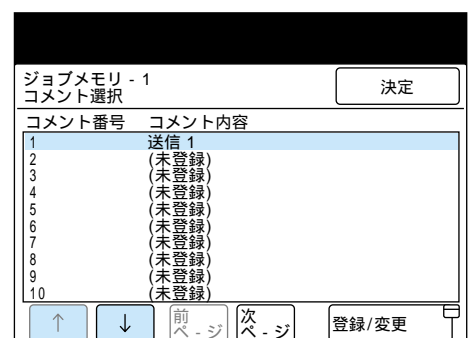 ジョブメモリ - 1
コメント選択
決定
コメント番号 コメント内容
1 送信 1
2 (未登録)
3 (未登録)
4 (未登録)
5 (未登録)
6 (未登録)
7 (未登録)
8 (未登録)
9 (未登録)
10 (未登録)
↑ ↓ 前
ペ - ジ
次
ペ - ジ
登録/変更